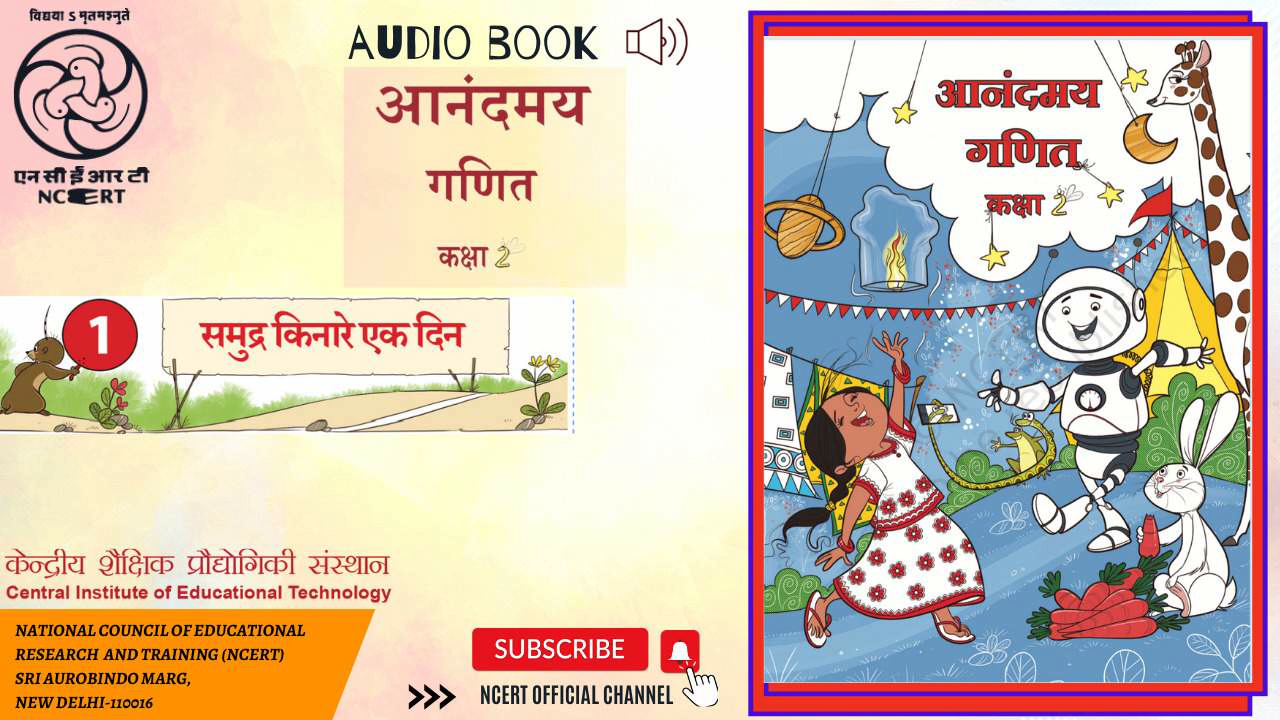 विद्यया ऽ मृतमश्नुते
एन सी ई आर टी
NCERT
AUDIO BOOK
आनंदमय
गणित
कक्षा 2
1
समुद्र किनारे एक दिन
केन्द्रीय शैक्षिक प्रौद्योगिकी संस्थान
Central Institute of Educational Technology
NATIONAL COUNCIL OF EDUCATIONAL
RESEARCH AND TRAINING (NCERT)
SRI AUROBINDO MARG,
NEW DELHI-110016
SUBSCRIBE
NCERT OFFICIAL CHANNEL
आनंदमय
गणित
कक्षा 2